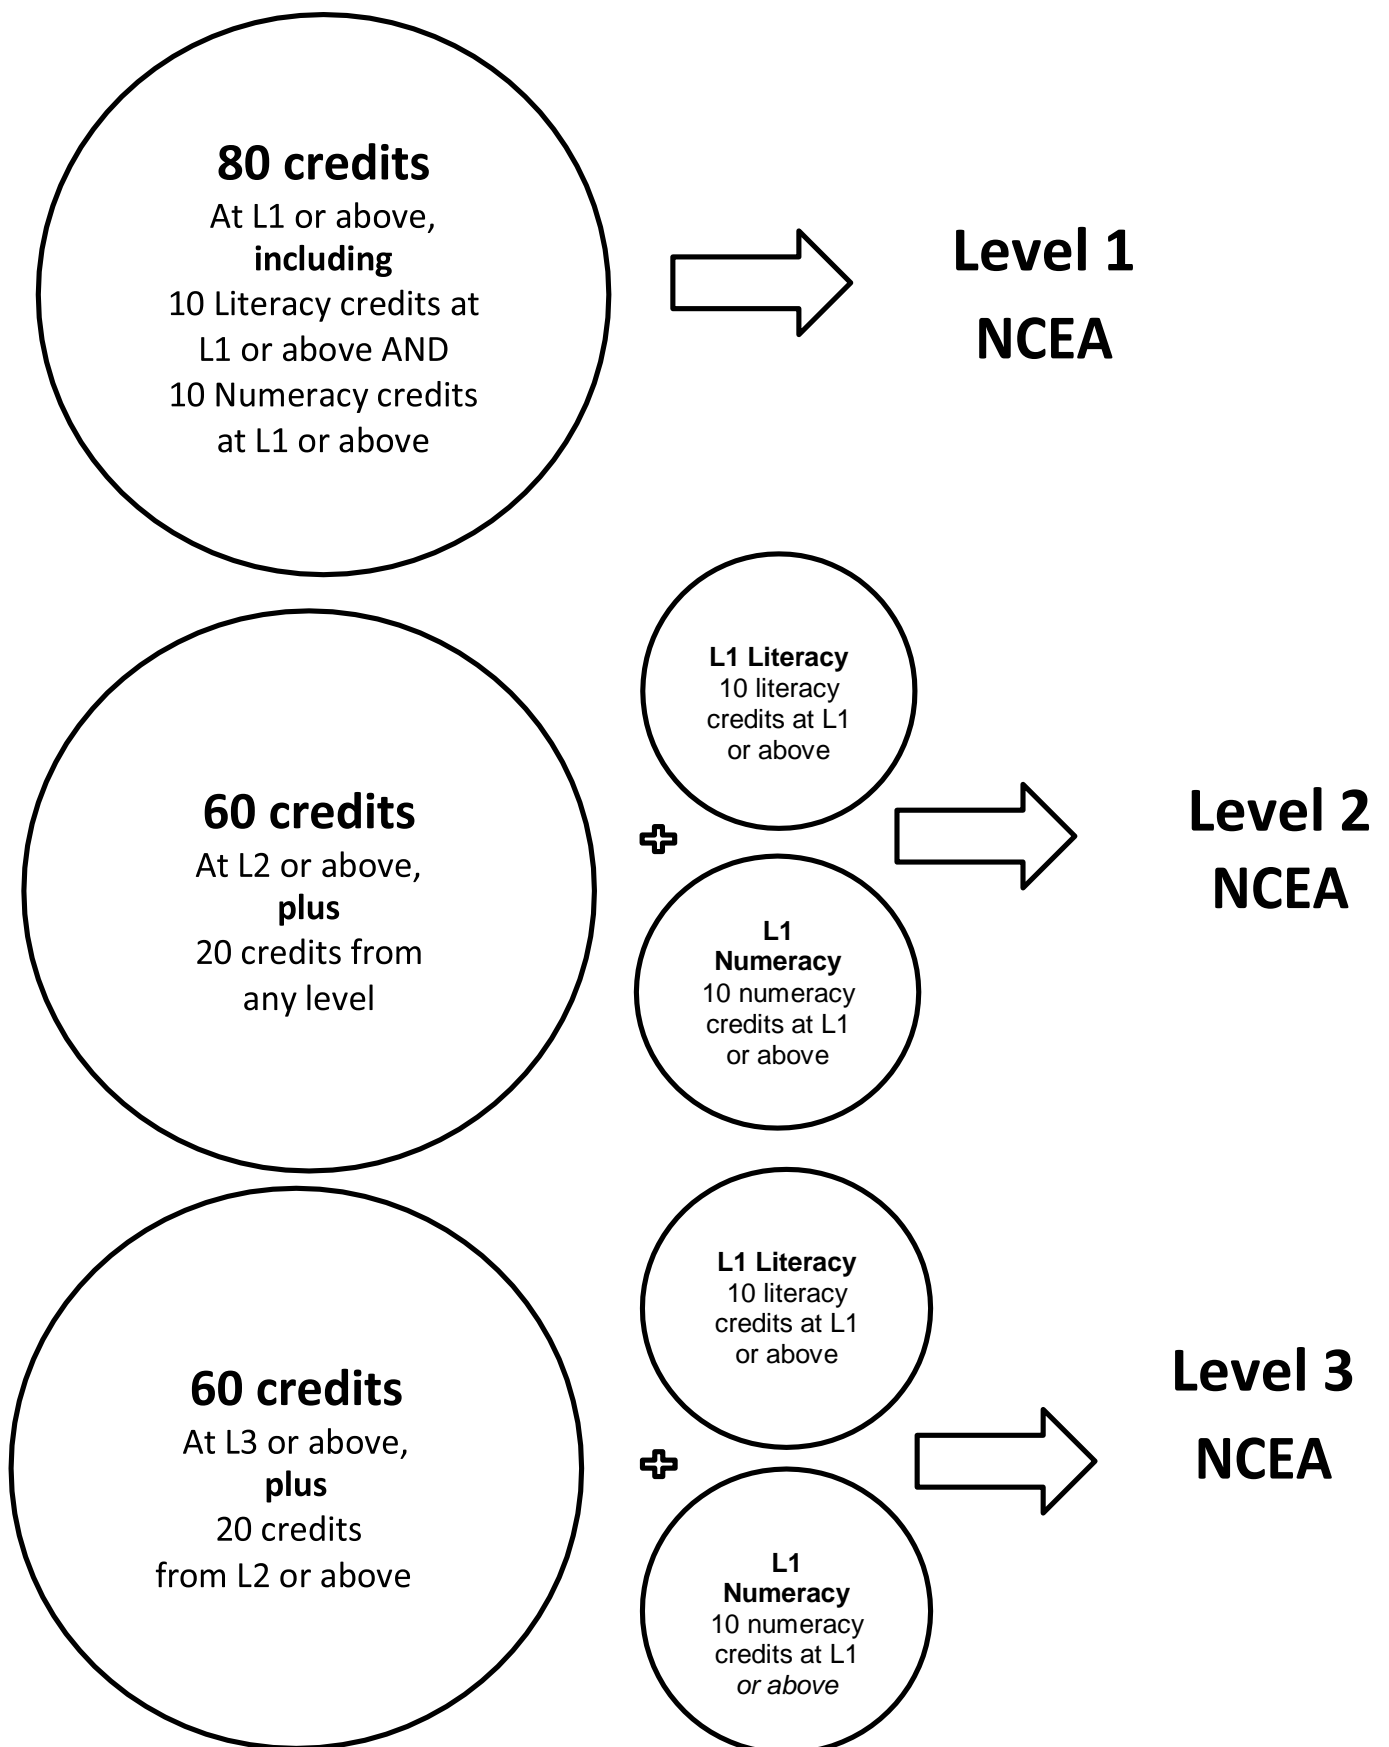 80 credits
At L1 or above,
including
10 Literacy credits at
L1 or above AND
10 Numeracy credits
at L1 or above
Level 1
NCEA
60 credits
At L2 or above,
plus
20 credits from
any level
L1 Literacy
10 literacy
credits at L1
or above
L1
Numeracy
10 numeracy
credits at L1
or above
Level 2
NCEA
60 credits
At L3 or above,
plus
20 credits
from L2 or above
L1 Literacy
10 literacy
credits at L1
or above
L1
Numeracy
10 numeracy
credits at L1
or above
Level 3
NCEA